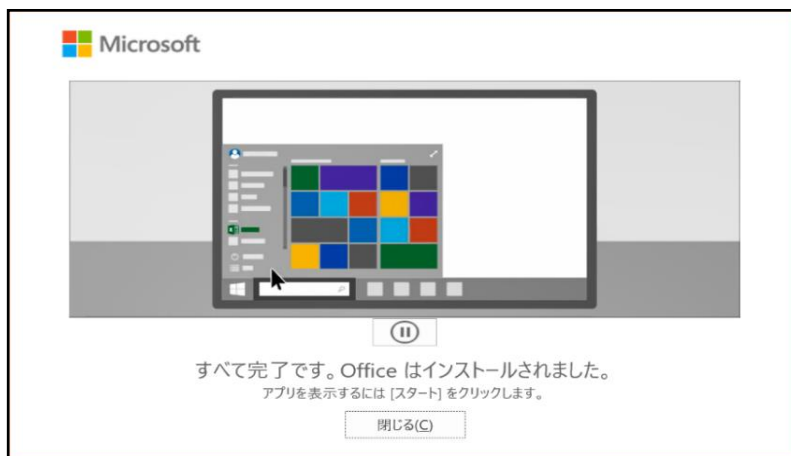 Microsoft
すべて完了です。Office はインストールされました。
アプリを表示するには [スタート] をクリックします。
閉じる(C)